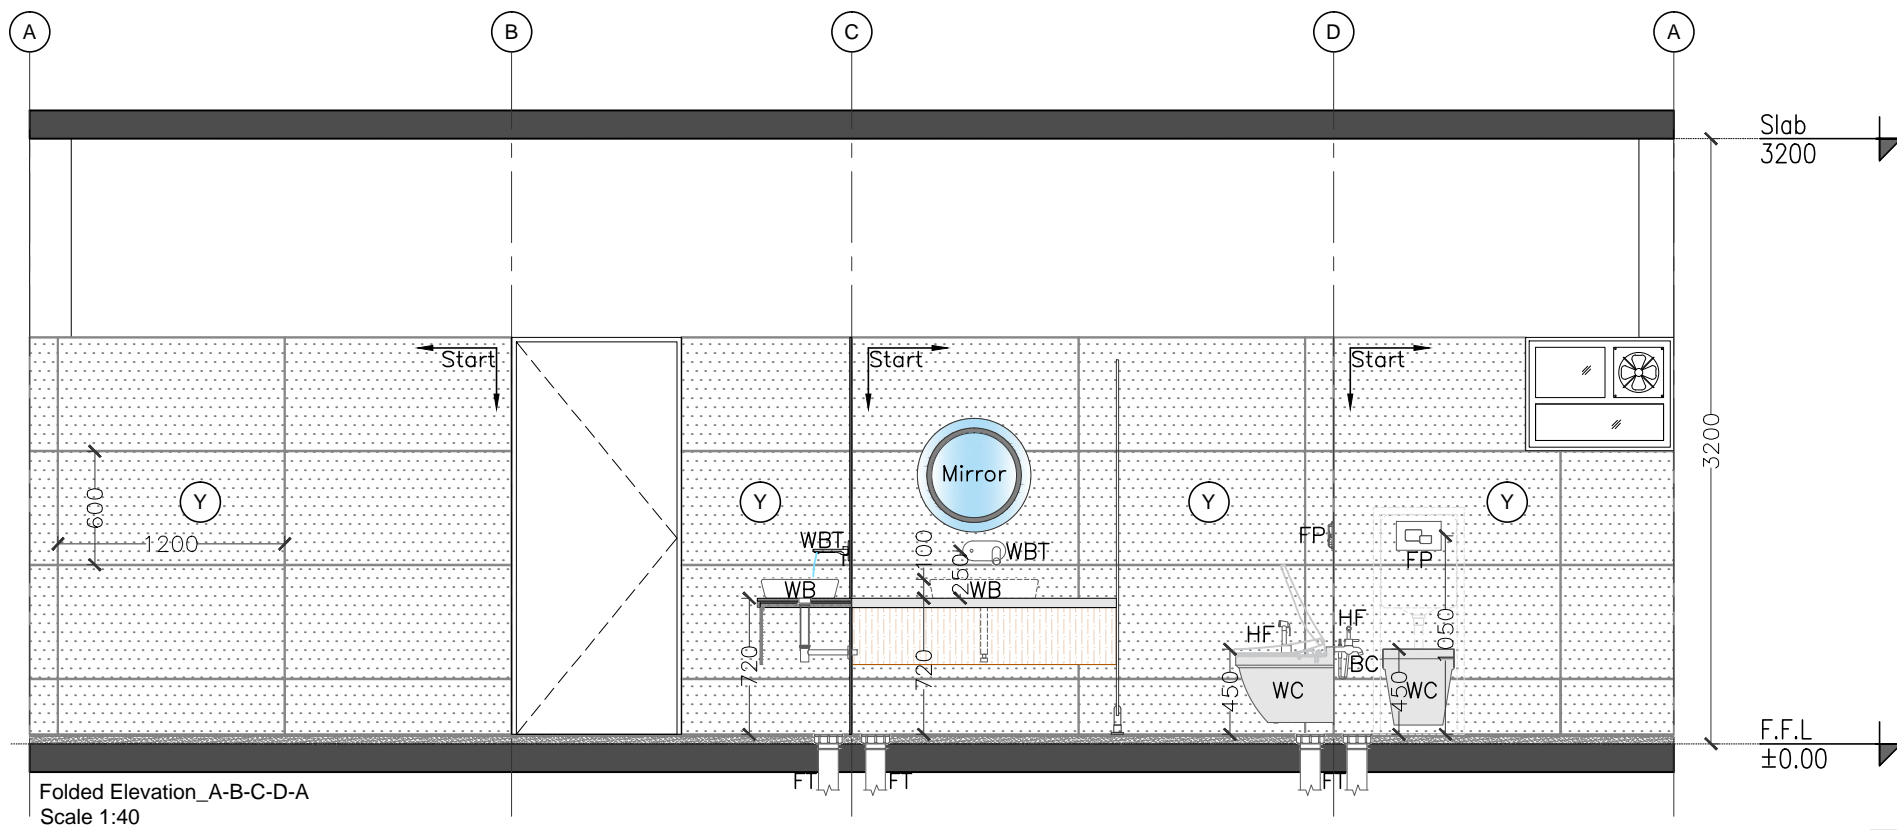 A
B
C
D
A
Slab
3200
Start
Start
Start
3200
Mirror
600
Y
Y
Y
Y
1200
WBT
WBT
FP
FP
100
250
WB
WB
1050
HF
HF
720
720
450
WC
BC
450
WC
F.F.L
±0.00
FT
FT
FT
Folded Elevation_A-B-C-D-A
Scale 1:40